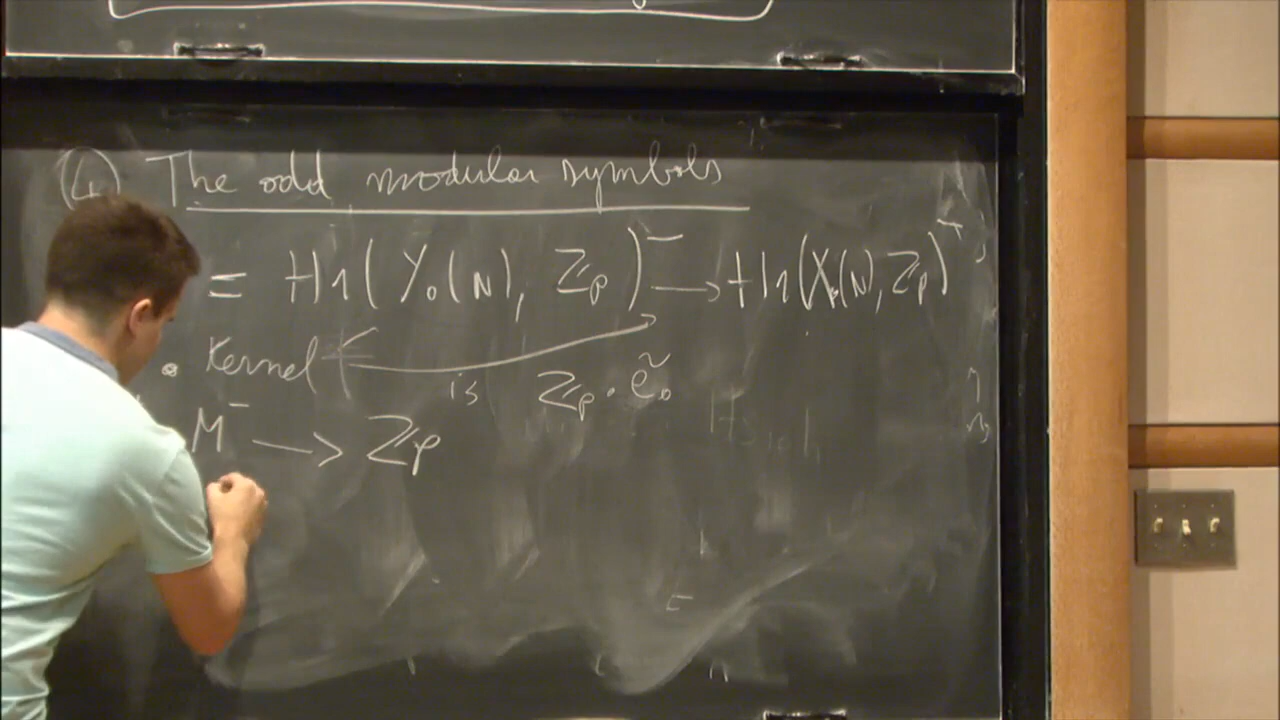 ④ The odd modular symbols
= H1(Y₀(N), Zₚ)⁻ → H1(X₀(N), Zₚ)
• Kernel is Zₚ · ẽ₀
M⁻ → Zₚ